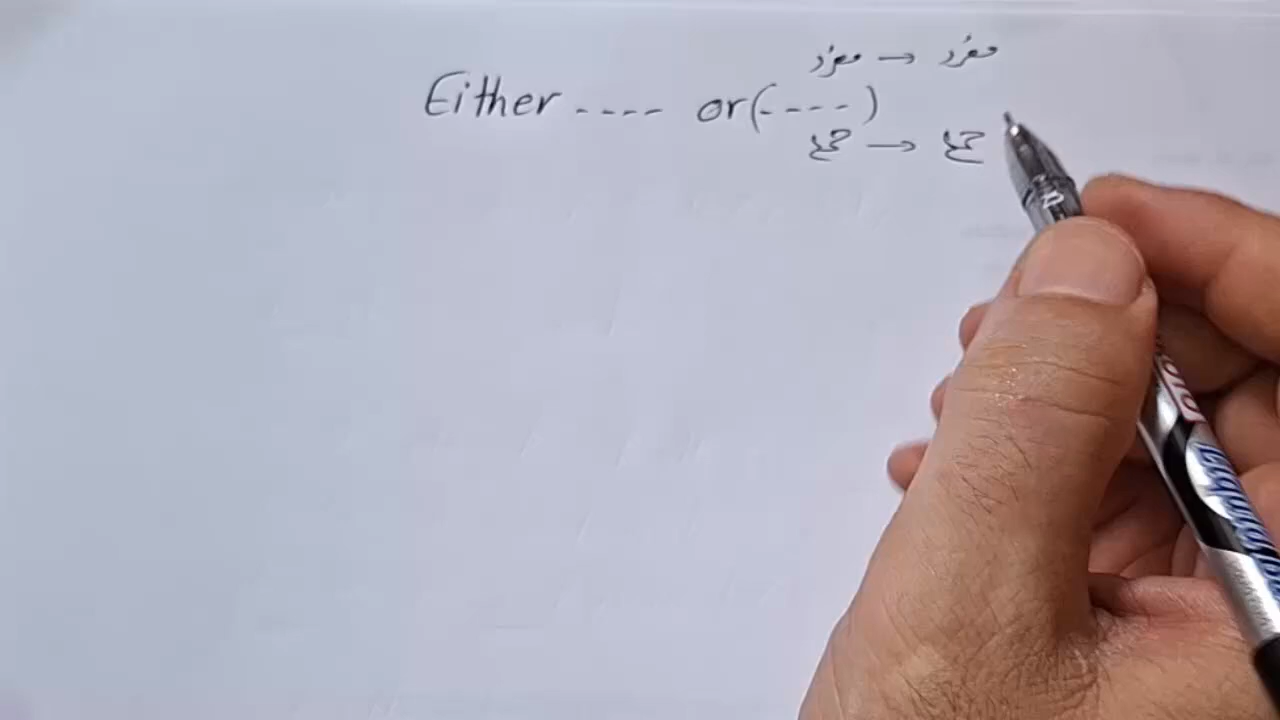 مفرد → مفرد
Either .... or (....)
جمع → جمع